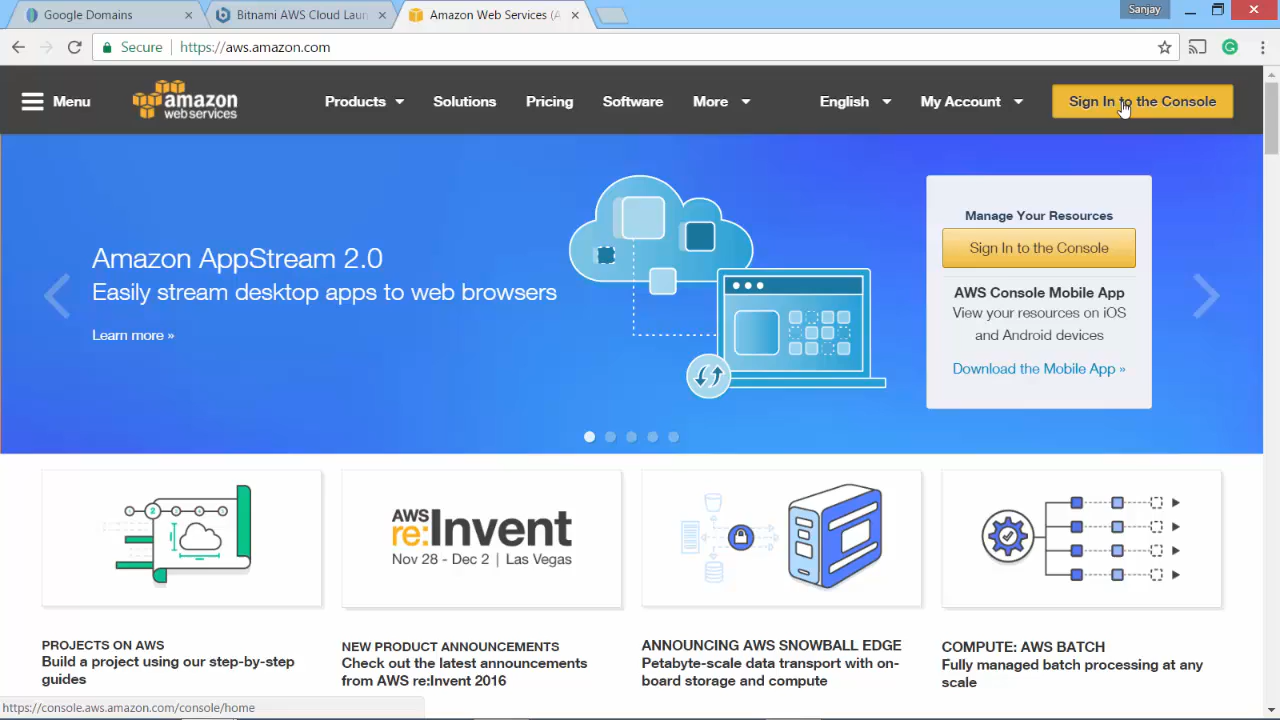 Google Domains
Bitnami AWS Cloud Laun
Amazon Web Services (A
Sanjay
Secure
https://aws.amazon.com
Menu
amazon
web services
Products
Solutions
Pricing
Software
More
English
My Account
Sign In to the Console
Amazon AppStream 2.0
Easily stream desktop apps to web browsers
Learn more »
Manage Your Resources
Sign In to the Console
AWS Console Mobile App
View your resources on iOS
and Android devices
Download the Mobile App »
2
AWS
re:Invent
Nov 28 - Dec 2 | Las Vegas
PROJECTS ON AWS
Build a project using our step-by-step
guides
NEW PRODUCT ANNOUNCEMENTS
Check out the latest announcements
from AWS re:Invent 2016
ANNOUNCING AWS SNOWBALL EDGE
Petabyte-scale data transport with on-
board storage and compute
COMPUTE: AWS BATCH
Fully managed batch processing at any
scale
https://console.aws.amazon.com/console/home